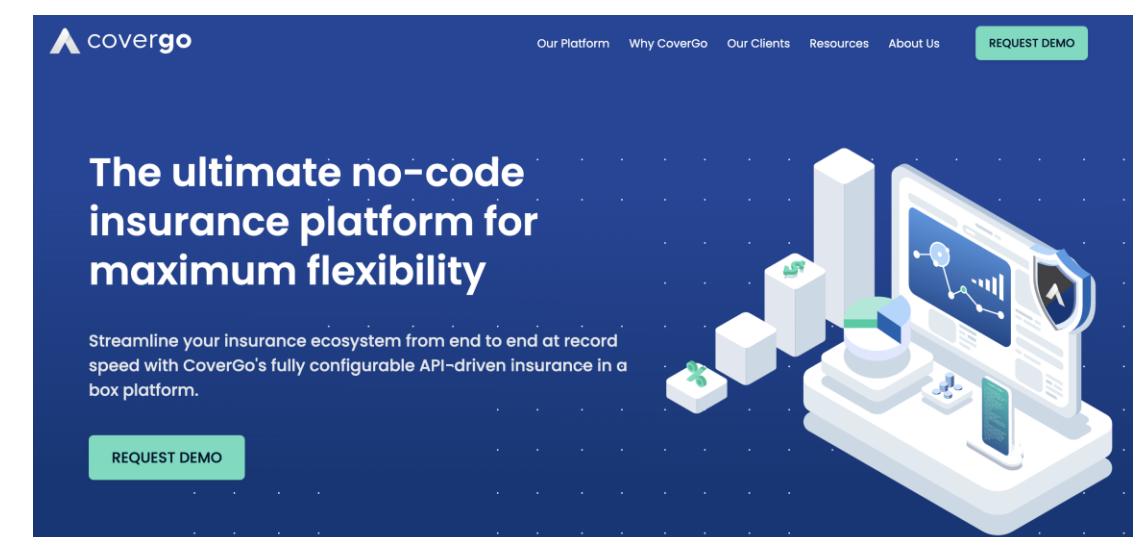 covergo
Our Platform Why CoverGo Our Clients Resources About Us REQUEST DEMO
The ultimate no-code
insurance platform for
maximum flexibility
Streamline your insurance ecosystem from end to end at record
speed with CoverGo's fully configurable API-driven insurance in a
box platform.
REQUEST DEMO
$
%